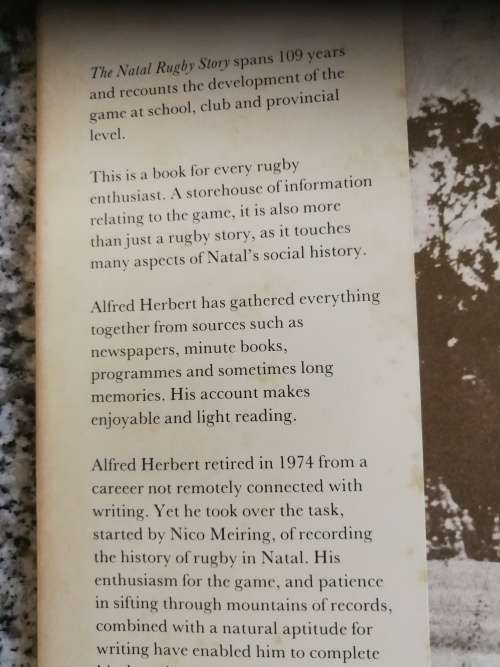 The Natal Rugby Story spans 109 years
and recounts the development of the
game at school, club and provincial
level.
This is a book for every rugby
enthusiast. A storehouse of information
relating to the game, it is also more
than just a rugby story, as it touches
many aspects of Natal's social history.
Alfred Herbert has gathered everything
together from sources such as
newspapers, minute books,
programmes and sometimes long
memories. His account makes
enjoyable and light reading.
Alfred Herbert retired in 1974 from a
careeer not remotely connected with
writing. Yet he took over the task,
started by Nico Meiring, of recording
the history of rugby in Natal. His
enthusiasm for the game, and patience
in sifting through mountains of records,
combined with a natural aptitude for
writing have enabled him to complete